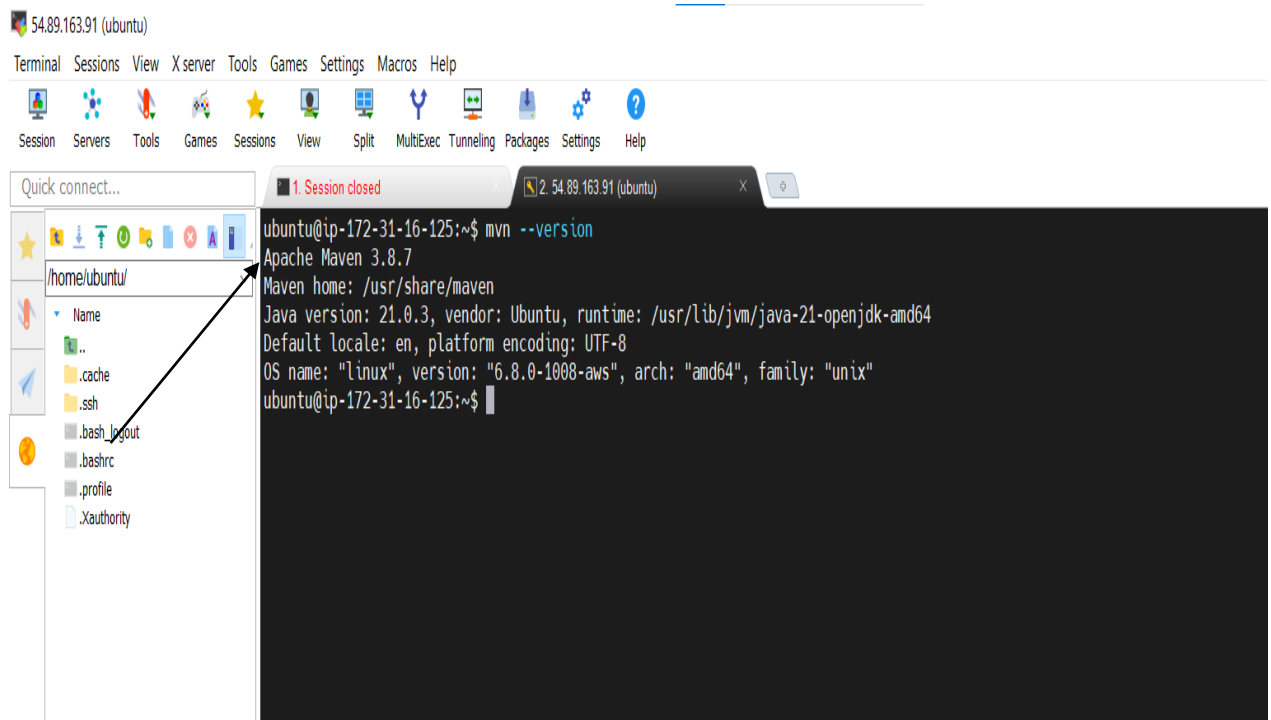 54.89.163.91 (ubuntu)
Terminal Sessions View X server Tools Games Settings Macros Help
Session Servers Tools Games Sessions View Split MultiExec Tunneling Packages Settings Help
Quick connect...
1. Session closed
2. 54.89.163.91 (ubuntu)
/home/ubuntu/
Name
..
.cache
.ssh
.bash_logout
.bashrc
.profile
.Xauthority
ubuntu@ip-172-31-16-125:~$ mvn --version
Apache Maven 3.8.7
Maven home: /usr/share/maven
Java version: 21.0.3, vendor: Ubuntu, runtime: /usr/lib/jvm/java-21-openjdk-amd64
Default locale: en, platform encoding: UTF-8
OS name: "linux", version: "6.8.0-1008-aws", arch: "amd64", family: "unix"
ubuntu@ip-172-31-16-125:~$